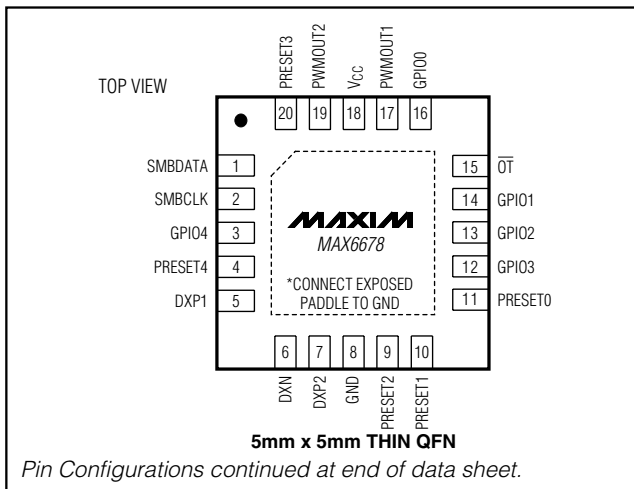 TOP VIEW
PRESET3
PWMOUT2
VCC
PWMOUT1
GPIO0
20 19 18 17 16
SMBDATA 1
SMBCLK 2
GPIO4 3
PRESET4 4
DXP1 5
MAXIM
MAX6678
*CONNECT EXPOSED
PADDLE TO GND
15 OT
14 GPIO1
13 GPIO2
12 GPIO3
11 PRESET0
6 7 8 9 10
DXN
DXP2
GND
PRESET2
PRESET1
5mm x 5mm THIN QFN
Pin Configurations continued at end of data sheet.